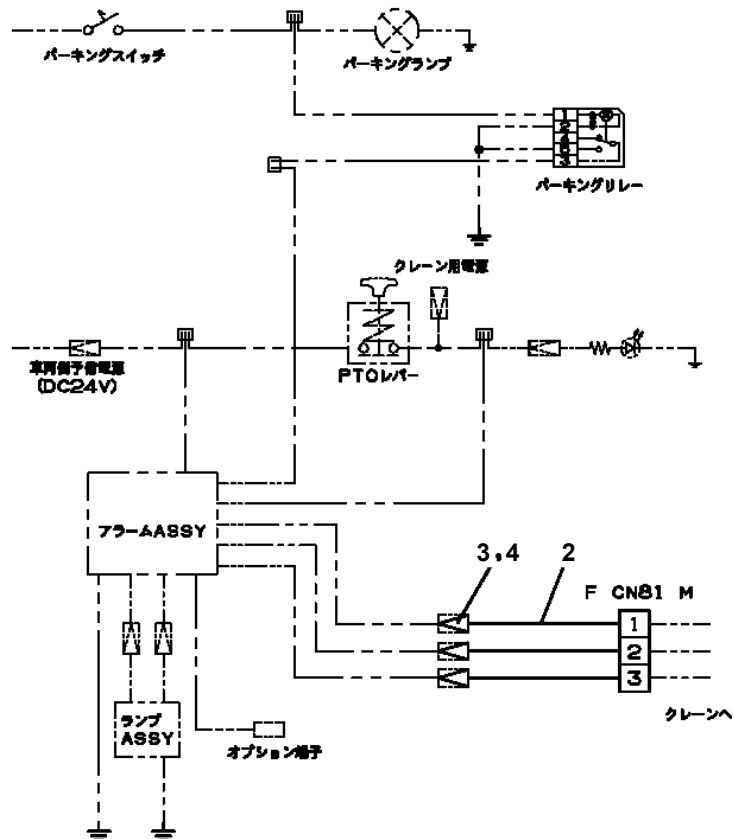 パーキングスイッチ
パーキングランプ
1
2
パーキングリレー
クレーン用電源
車両側予備電源
(DC24V)
PTOレバー
アラームASSY
3,4
2
F CN81 M
1
2
3
クレーンへ
ランプ
ASSY
オプション端子